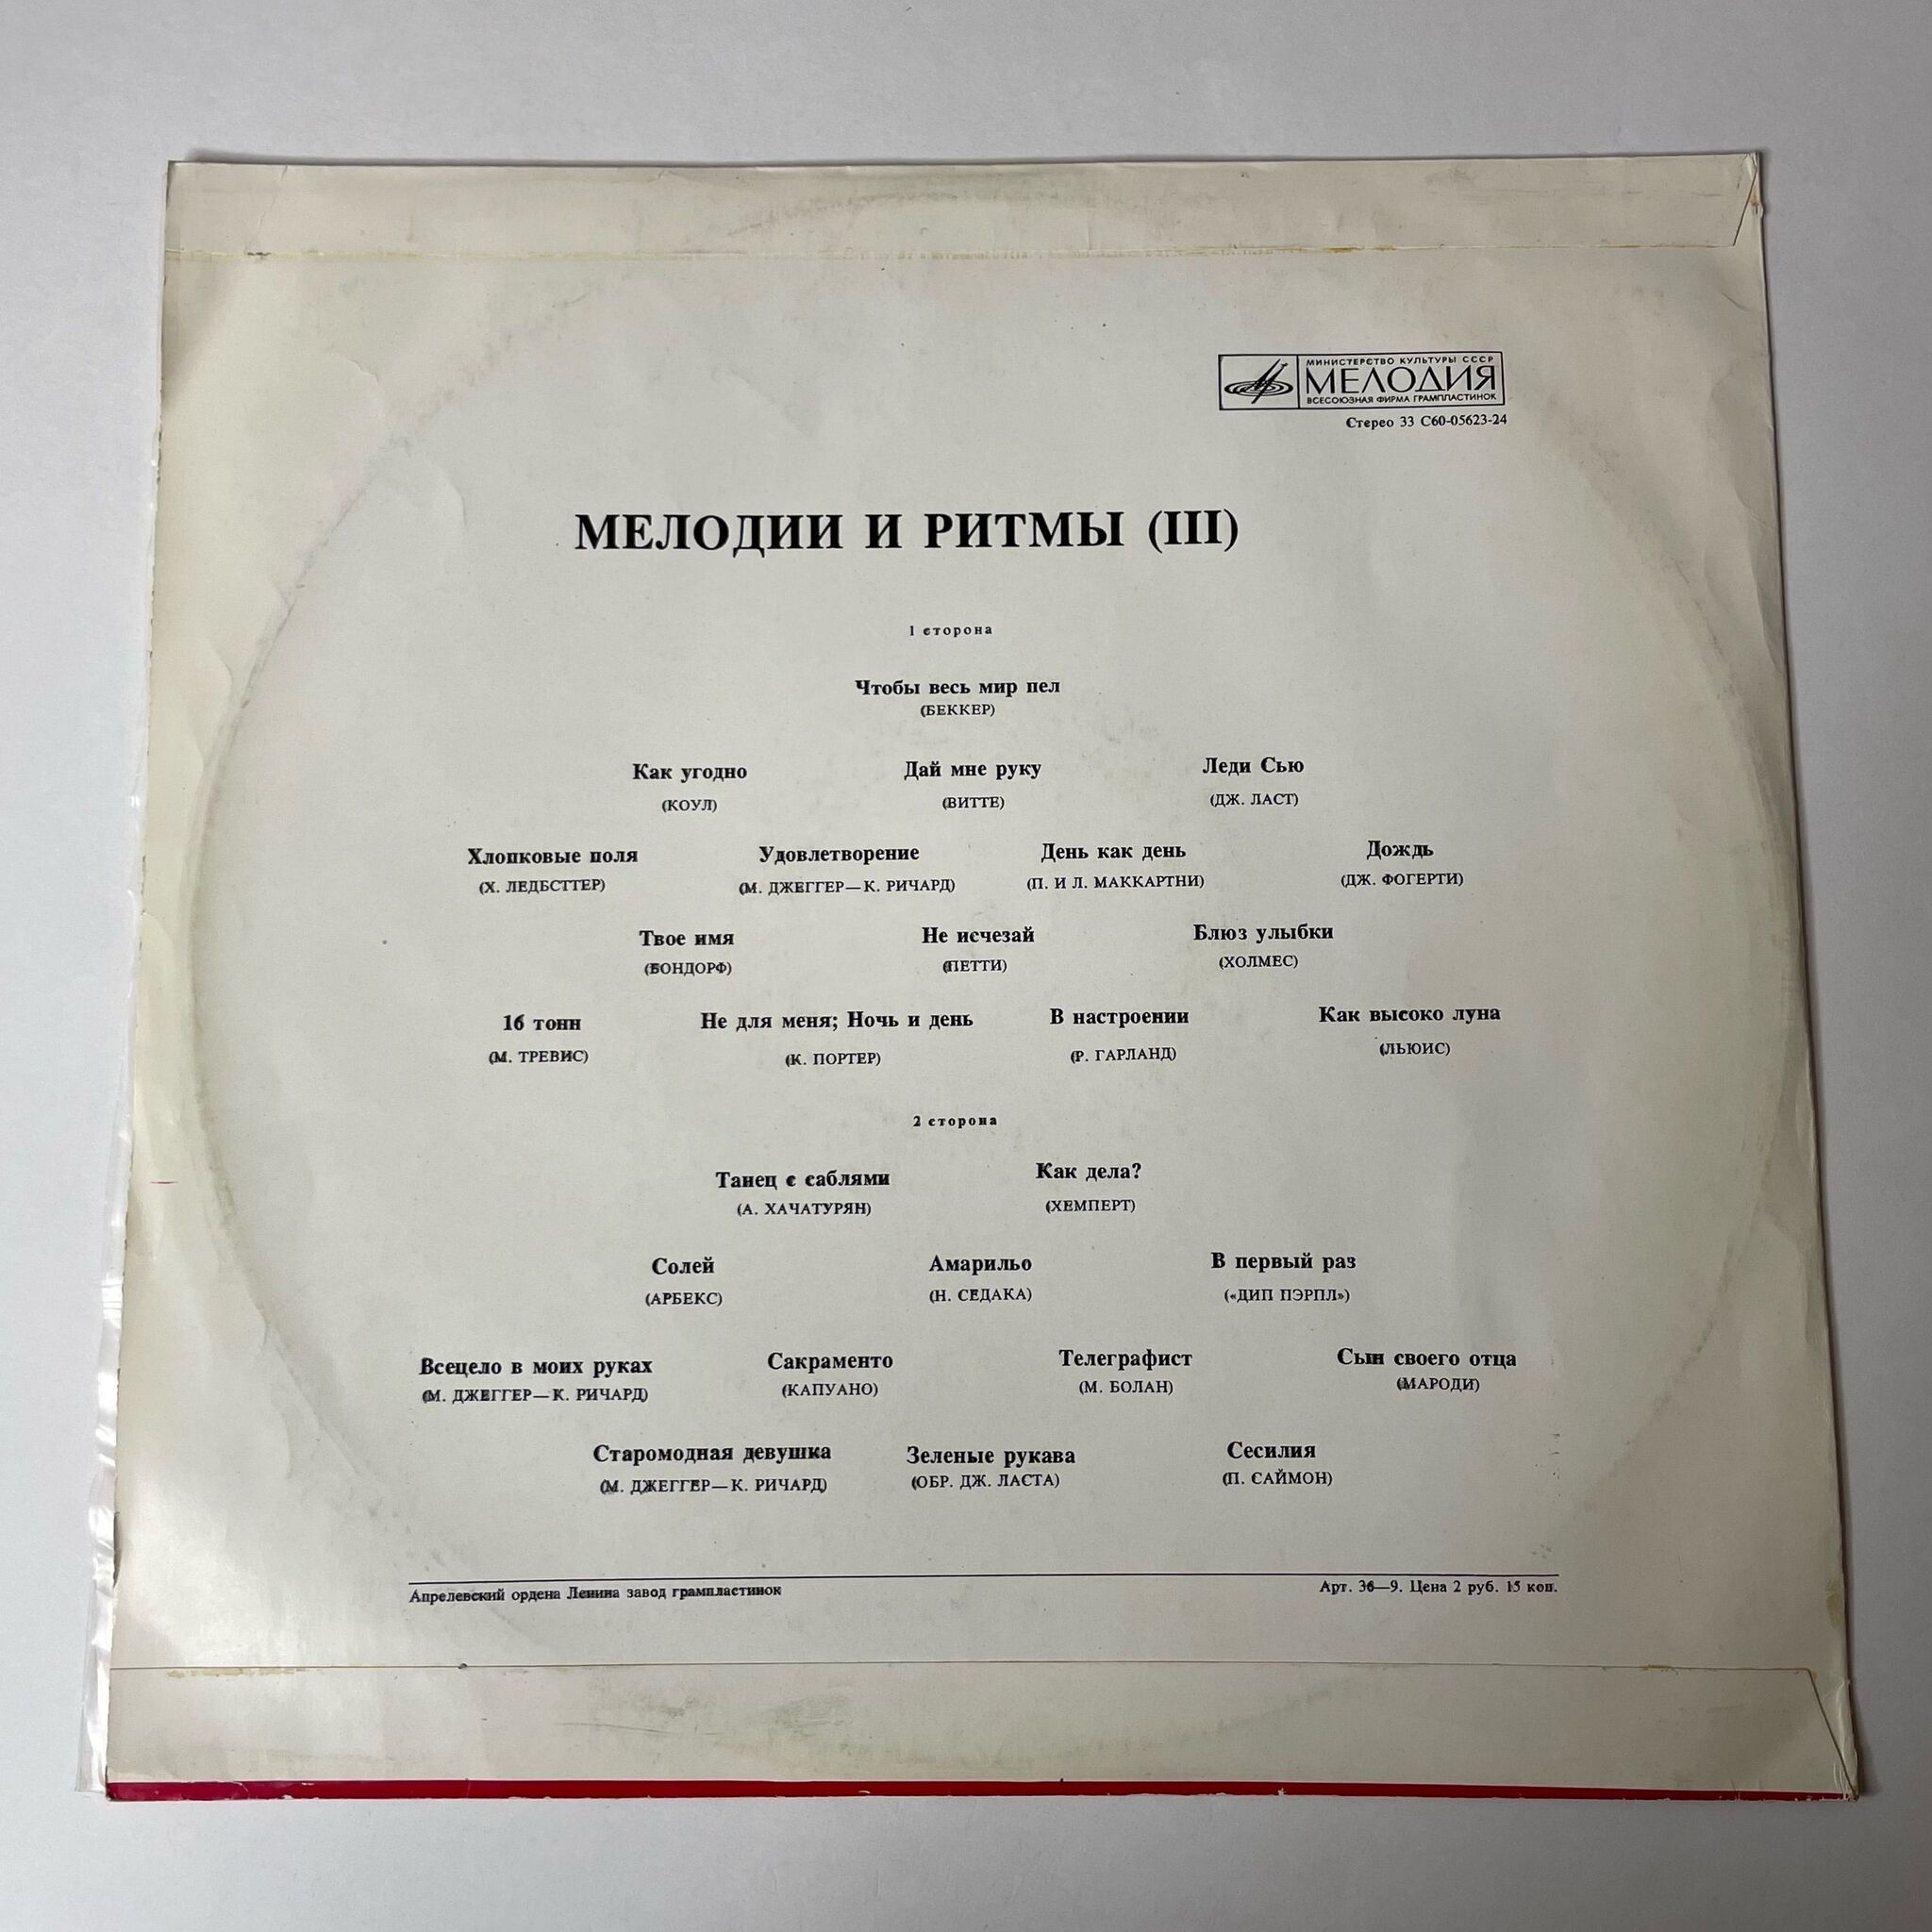 МИНИСТЕРСТВО КУЛЬТУРЫ СССР
МЕЛОДИЯ
ВСЕСОЮЗНАЯ ФИРМА ГРАМПЛАСТИНОК
Стерео 33 С60-05623-24
МЕЛОДИИ И РИТМЫ (III)
1 сторона
Чтобы весь мир пел
(БЕККЕР)
Как угодно Дай мне руку Леди Сью
(КОУЛ) (ВИТТЕ) (ДЖ. ЛАСТ)
Хлопковые поля Удовлетворение День как день Дождь
(Х. ЛЕДБСТТЕР) (М. ДЖЕГГЕР—К. РИЧАРД) (П. И Л. МАККАРТНИ) (ДЖ. ФОГЕРТИ)
Твое имя Не исчезай Блюз улыбки
(БОНДОРФ) (ПЕТТИ) (ХОЛМЕС)
16 тонн Не для меня; Ночь и день В настроении Как высоко луна
(М. ТРЕВИС) (К. ПОРТЕР) (Р. ГАРЛАНД) (ЛЬЮИС)
2 сторона
Танец с саблями Как дела?
(А. ХАЧАТУРЯН) (ХЕМПЕРТ)
Солей Амарильо В первый раз
(АРБЕКС) (Н. СЕДАКА) («ДИП ПЭРПЛ»)
Всецело в моих руках Сакраменто Телеграфист Сын своего отца
(М. ДЖЕГГЕР—К. РИЧАРД) (КАПУАНО) (М. БОЛАН) (МАРОДИ)
Старомодная девушка Зеленые рукава Сесилия
(М. ДЖЕГГЕР—К. РИЧАРД) (ОБР. ДЖ. ЛАСТА) (П. САЙМОН)
Апрелевский ордена Ленина завод грампластинок Арт. 36—9. Цена 2 руб. 15 коп.